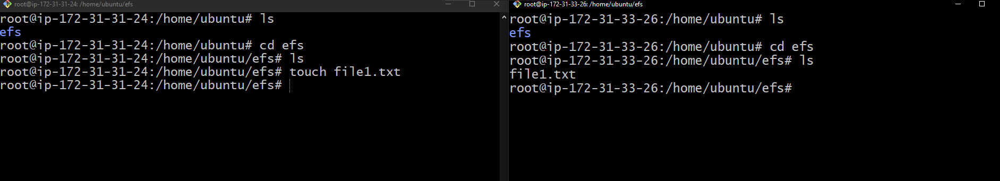 root@ip-172-31-31-24: /home/ubuntu/efs
root@ip-172-31-31-24:/home/ubuntu# ls
efs
root@ip-172-31-31-24:/home/ubuntu# cd efs
root@ip-172-31-31-24:/home/ubuntu/efs# ls
root@ip-172-31-31-24:/home/ubuntu/efs# touch file1.txt
root@ip-172-31-31-24:/home/ubuntu/efs#
root@ip-172-31-33-26: /home/ubuntu/efs
root@ip-172-31-33-26:/home/ubuntu# ls
efs
root@ip-172-31-33-26:/home/ubuntu# cd efs
root@ip-172-31-33-26:/home/ubuntu/efs# ls
file1.txt
root@ip-172-31-33-26:/home/ubuntu/efs#